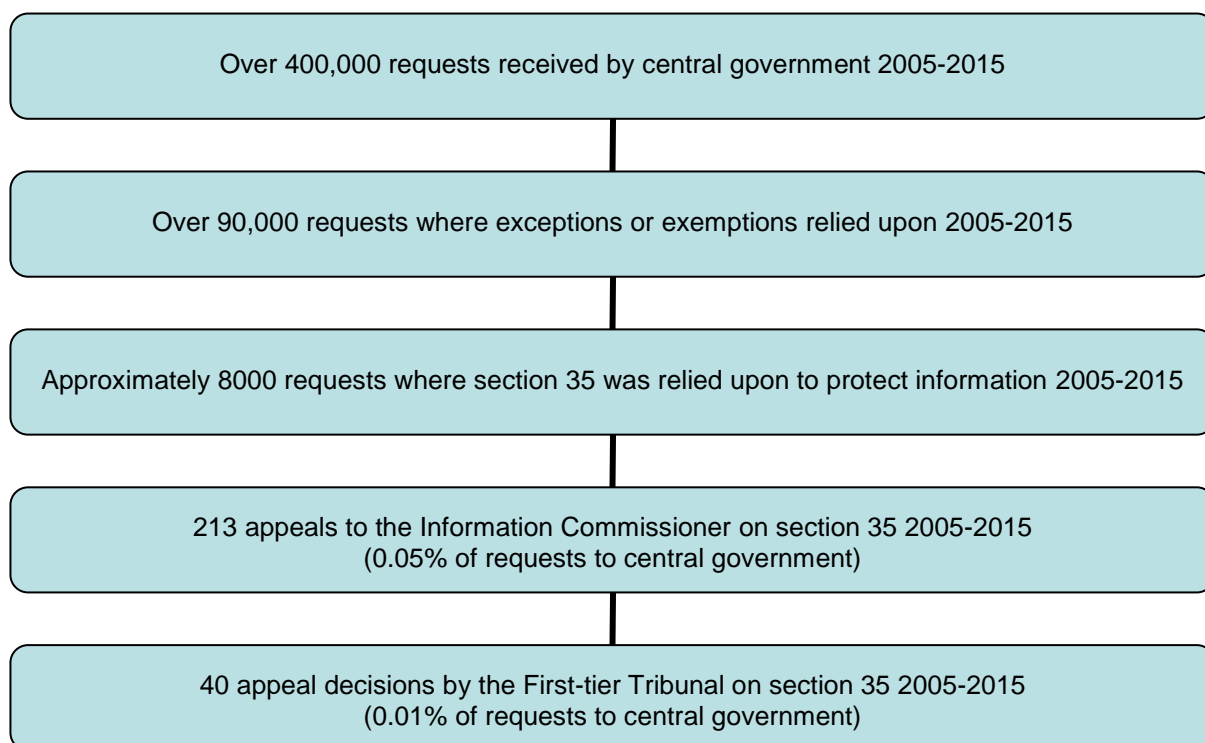 Over 400,000 requests received by central government 2005-2015
Over 90,000 requests where exceptions or exemptions relied upon 2005-2015
Approximately 8000 requests where section 35 was relied upon to protect information 2005-2015
213 appeals to the Information Commissioner on section 35 2005-2015
(0.05% of requests to central government)
40 appeal decisions by the First-tier Tribunal on section 35 2005-2015
(0.01% of requests to central government)